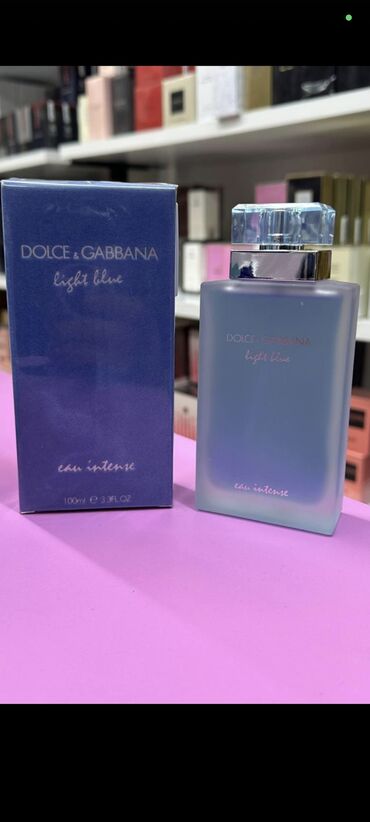 DOLCE & GABBANA
light blue
eau intense
100ml e 3.3FL.OZ
DOLCE & GABBANA
light blue
eau intense